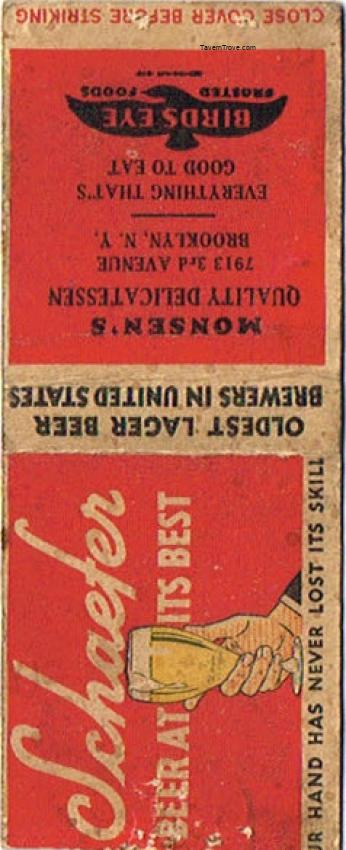 CLOSE COVER BEFORE STRIKING
TavernTrove.com
BIRDS EYE
FROSTED FOODS
EVERYTHING THAT'S
GOOD TO EAT
MONSEN'S
QUALITY DELICATESSEN
7913 3rd AVENUE
BROOKLYN, N. Y.
OLDEST LAGER BEER
BREWERS IN UNITED STATES
Schaefer
BEER AT ITS BEST
UR HAND HAS NEVER LOST ITS SKILL